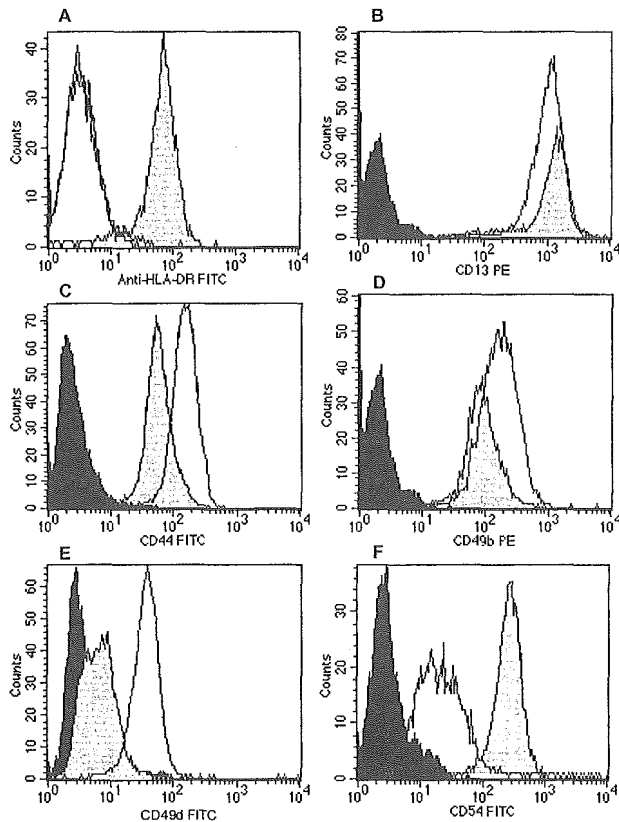 A
Counts
0 10 20 30 40
10^0 10^1 10^2 10^3 10^4
Anti-HLA-DR FITC
B
Counts
0 10 20 30 40 50 60 70 80
10^0 10^1 10^2 10^3 10^4
CD13 PE
C
Counts
0 10 20 30 40 50 60 70
10^0 10^1 10^2 10^3 10^4
CD44 FITC
D
Counts
0 10 20 30 40 50 60
10^0 10^1 10^2 10^3 10^4
CD49b PE
E
Counts
0 10 20 30 40 50 60
10^0 10^1 10^2 10^3 10^4
CD49d FITC
F
Counts
0 10 20 30
10^0 10^1 10^2 10^3 10^4
CD54 FITC